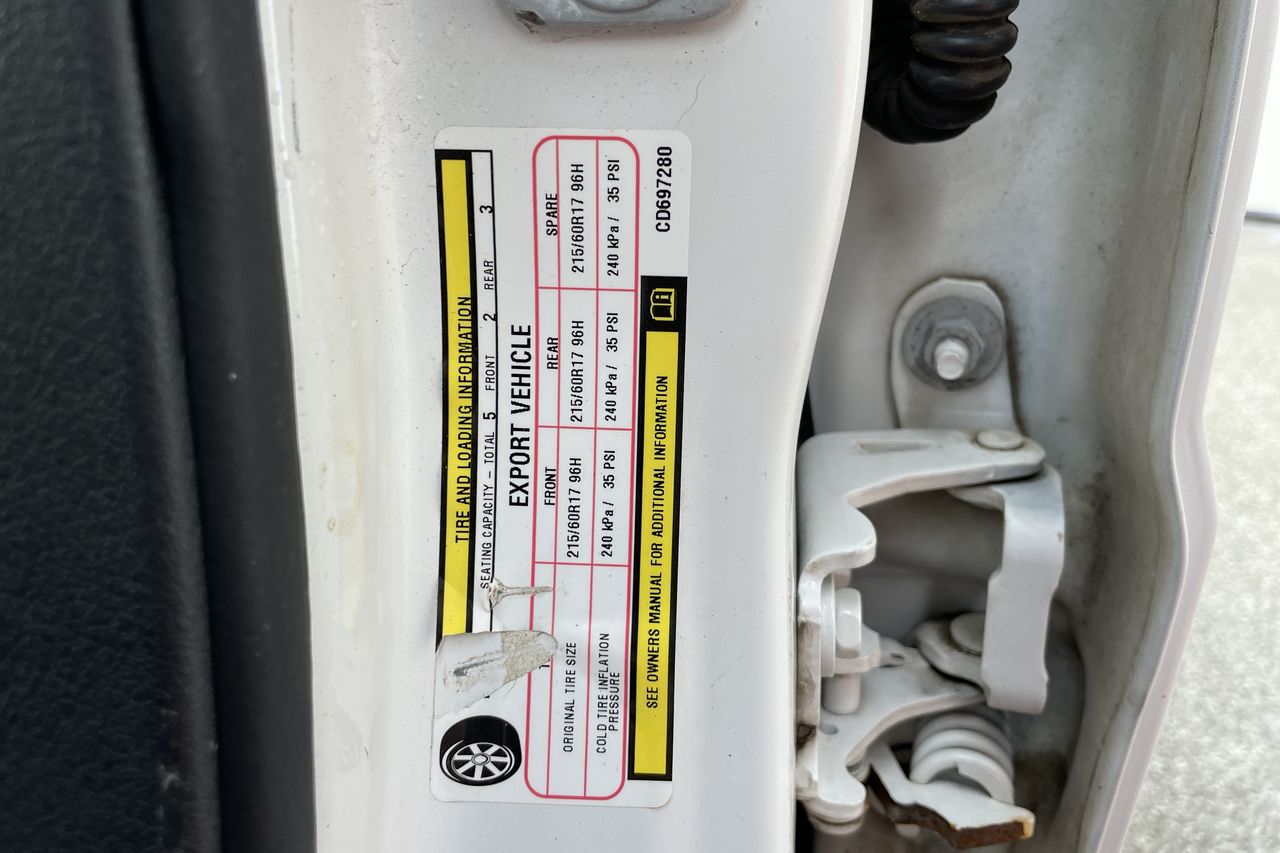 TIRE AND LOADING INFORMATION
SEATING CAPACITY – TOTAL 5 FRONT 2 REAR 3
EXPORT VEHICLE
FRONT REAR SPARE
ORIGINAL TIRE SIZE 215/60R17 96H 215/60R17 96H 215/60R17 96H
COLD TIRE INFLATION PRESSURE 240 kPa / 35 PSI 240 kPa / 35 PSI 240 kPa / 35 PSI
SEE OWNERS MANUAL FOR ADDITIONAL INFORMATION
CD697280